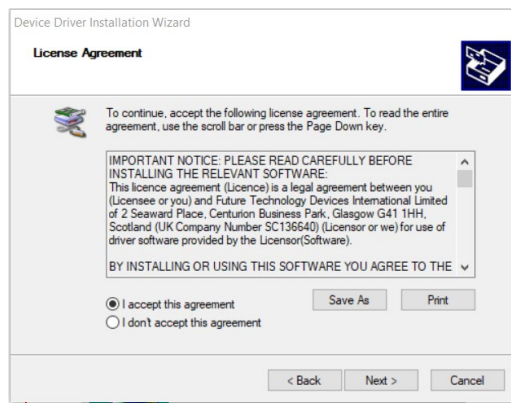 Device Driver Installation Wizard
License Agreement
To continue, accept the following license agreement. To read the entire
agreement, use the scroll bar or press the Page Down key.
IMPORTANT NOTICE: PLEASE READ CAREFULLY BEFORE
INSTALLING THE RELEVANT SOFTWARE:
This licence agreement (Licence) is a legal agreement between you
(Licensee or you) and Future Technology Devices International Limited
of 2 Seaward Place, Centurion Business Park, Glasgow G41 1HH,
Scotland (UK Company Number SC136640) (Licensor or we) for use of
driver software provided by the Licensor(Software).
BY INSTALLING OR USING THIS SOFTWARE YOU AGREE TO THE
I accept this agreement
Save As
Print
I don't accept this agreement
< Back
Next >
Cancel